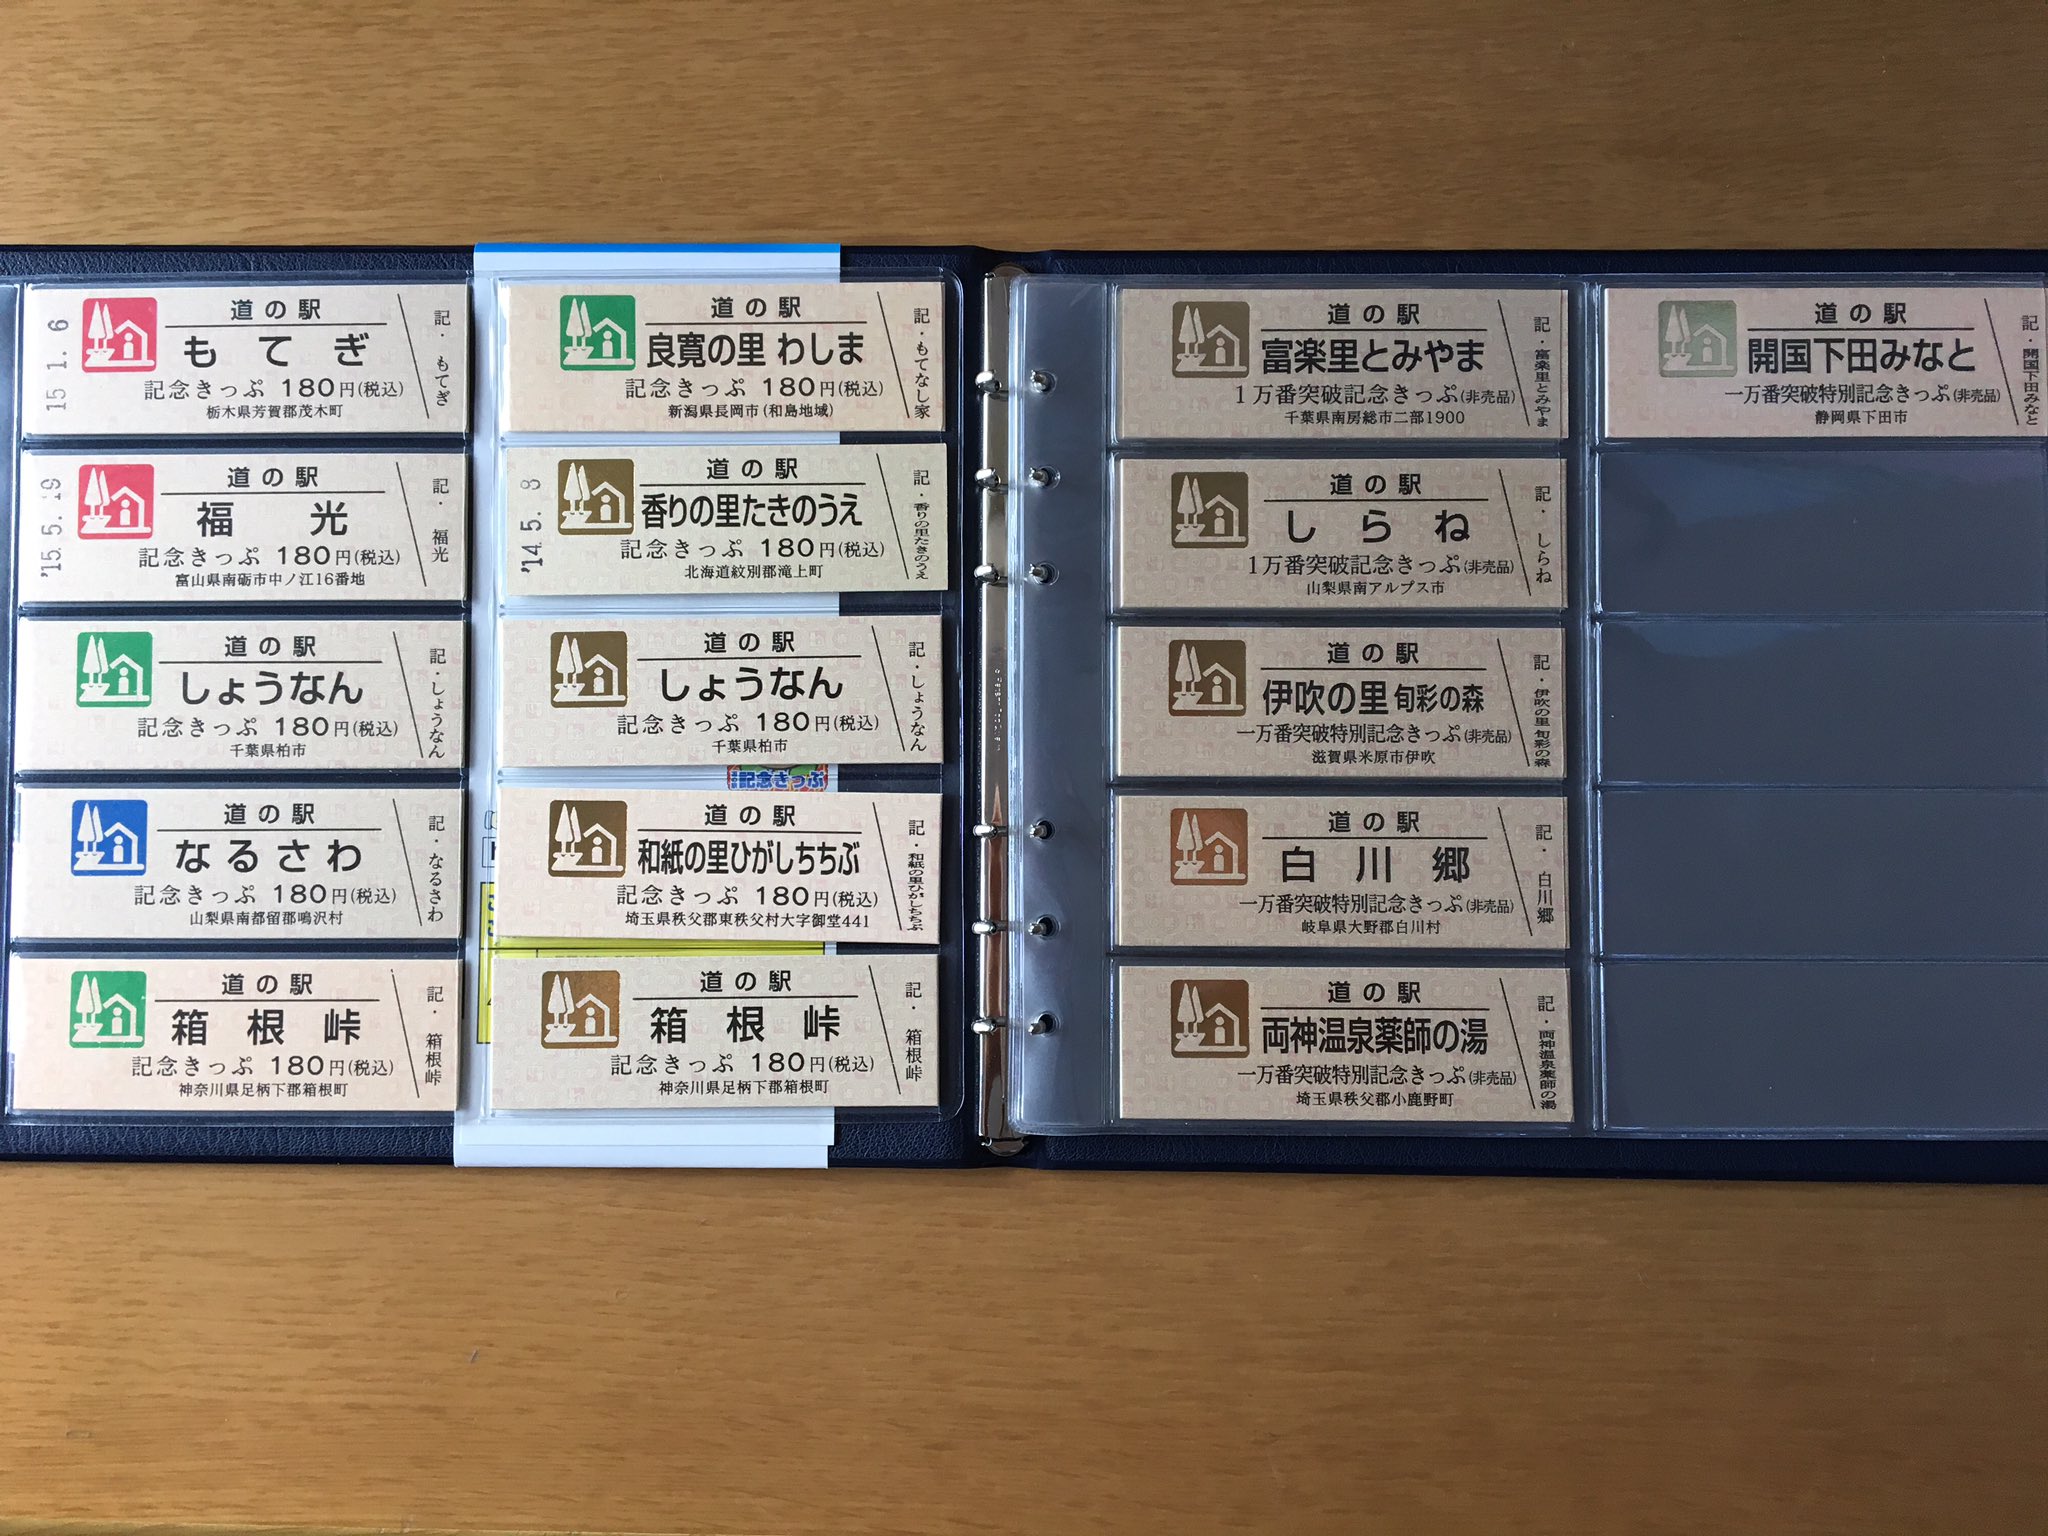 15.1.6
道の駅
もてぎ
記念きっぷ 180円(税込)
栃木県芳賀郡茂木町
記・もてぎ
'15.5.19
道の駅
福光
記念きっぷ 180円(税込)
富山県南砺市中ノ江16番地
記・福光
道の駅
しょうなん
記念きっぷ 180円(税込)
千葉県柏市
記・しょうなん
道の駅
なるさわ
記念きっぷ 180円(税込)
山梨県南都留郡鳴沢村
記・なるさわ
道の駅
箱根峠
記念きっぷ 180円(税込)
神奈川県足柄下郡箱根町
記・箱根峠
道の駅
良寛の里 わしま
記念きっぷ 180円(税込)
新潟県長岡市(和島地域)
記・もてなし家
'14.5.8
道の駅
香りの里たきのうえ
記念きっぷ 180円(税込)
北海道紋別郡滝上町
記・香りの里たきのうえ
道の駅
しょうなん
記念きっぷ 180円(税込)
千葉県柏市
記・しょうなん
記念きっぷ
道の駅
和紙の里ひがしちちぶ
記念きっぷ 180円(税込)
埼玉県秩父郡東秩父村大字御堂441
記・和紙の里ひがしちちぶ
道の駅
箱根峠
記念きっぷ 180円(税込)
神奈川県足柄下郡箱根町
記・箱根峠
道の駅
富楽里とみやま
1万番突破記念きっぷ(非売品)
千葉県南房総市二部1900
記・富楽里とみやま
道の駅
しらね
1万番突破記念きっぷ(非売品)
山梨県南アルプス市
記・しらね
道の駅
伊吹の里 旬彩の森
一万番突破特別記念きっぷ(非売品)
滋賀県米原市伊吹
記・伊吹の里 旬彩の森
道の駅
白川郷
一万番突破特別記念きっぷ(非売品)
岐阜県大野郡白川村
記・白川郷
道の駅
両神温泉薬師の湯
一万番突破特別記念きっぷ(非売品)
埼玉県秩父郡小鹿野町
記・両神温泉薬師の湯
道の駅
開国下田みなと
一万番突破特別記念きっぷ(非売品)
静岡県下田市
記・開国下田みなと